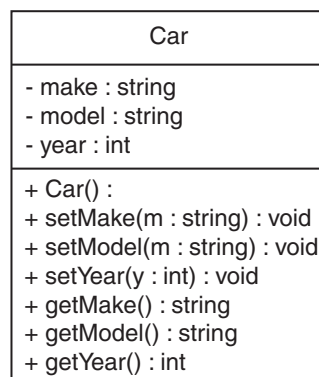 Car
- make : string
- model : string
- year : int
+ Car() :
+ setMake(m : string) : void
+ setModel(m : string) : void
+ setYear(y : int) : void
+ getMake() : string
+ getModel() : string
+ getYear() : int